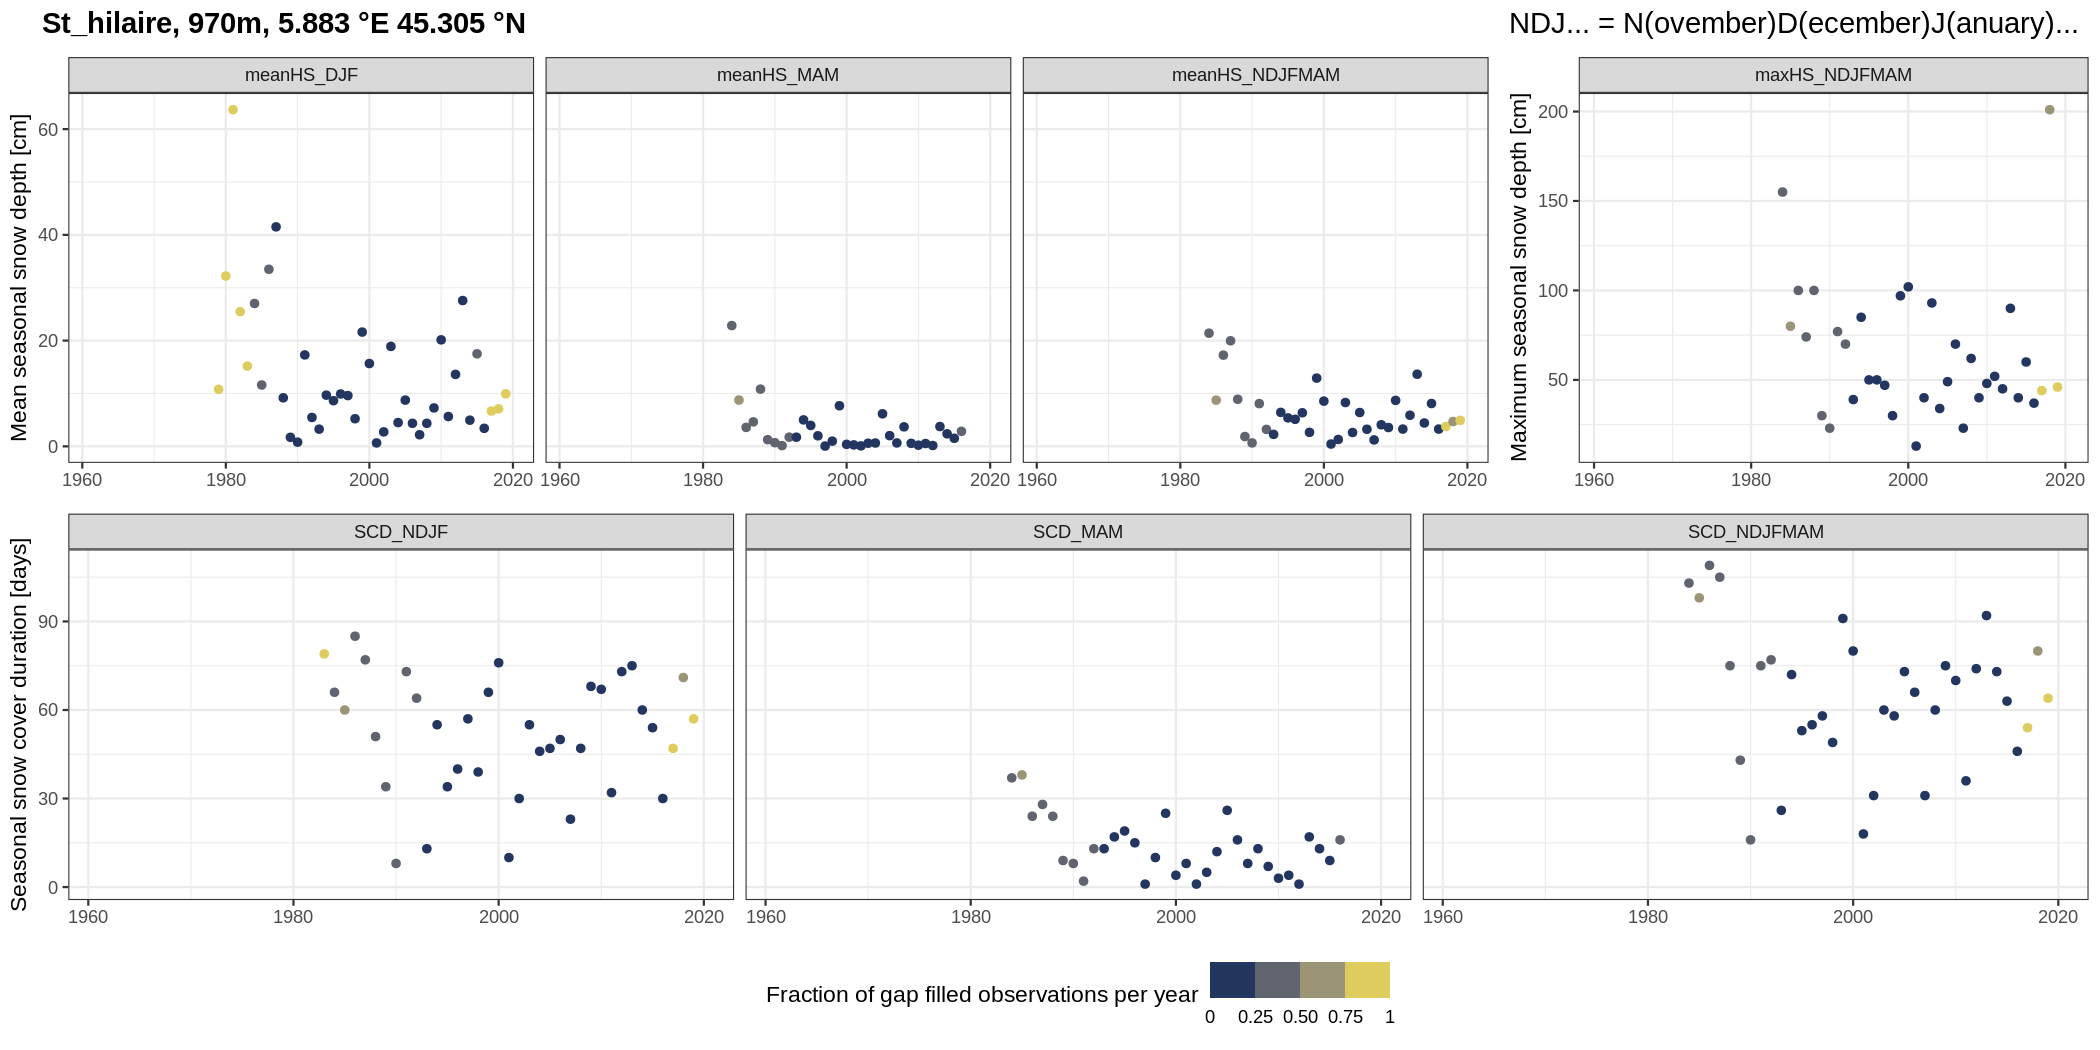 St_hilaire, 970m, 5.883 °E 45.305 °N
NDJ... = N(ovember)D(ecember)J(anuary)...
meanHS_DJF
meanHS_MAM
meanHS_NDJFMAM
maxHS_NDJFMAM
Mean seasonal snow depth [cm]
60
40
20
0
Maximum seasonal snow depth [cm]
200
150
100
50
1960 1980 2000 2020
1960 1980 2000 2020
1960 1980 2000 2020
1960 1980 2000 2020
SCD_NDJF
SCD_MAM
SCD_NDJFMAM
Seasonal snow cover duration [days]
90
60
30
0
1960 1980 2000 2020
1960 1980 2000 2020
1960 1980 2000 2020
Fraction of gap filled observations per year
0 0.25 0.50 0.75 1